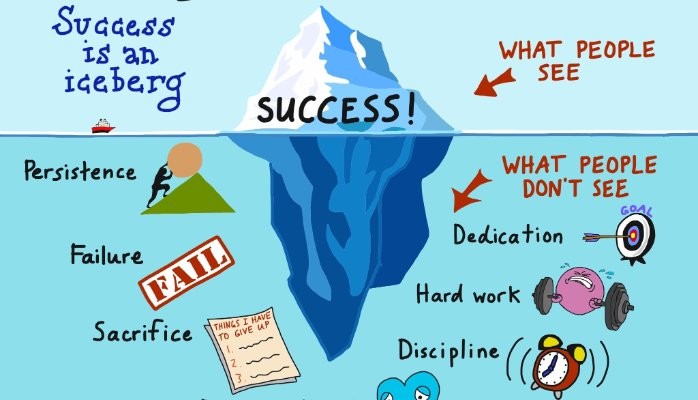 Success
is an
iceberg
WHAT PEOPLE
SEE
SUCCESS!
WHAT PEOPLE
DON'T SEE
Persistence
GOAL
Dedication
Failure
FAIL
Hard work
Sacrifice
THINGS I HAVE
TO GIVE UP
1.
2.
3.
Discipline